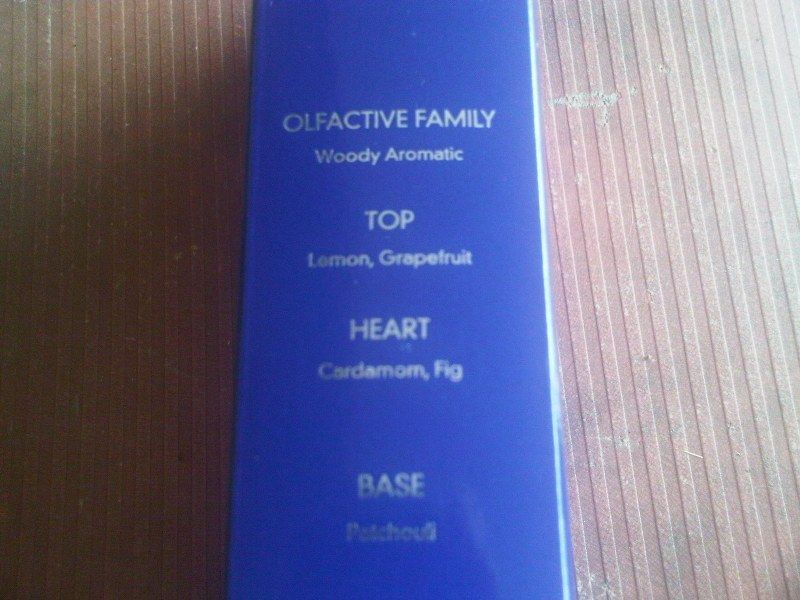 OLFACTIVE FAMILY
Woody Aromatic
TOP
Lemon, Grapefruit
HEART
Cardamom, Fig
BASE
Patchouli